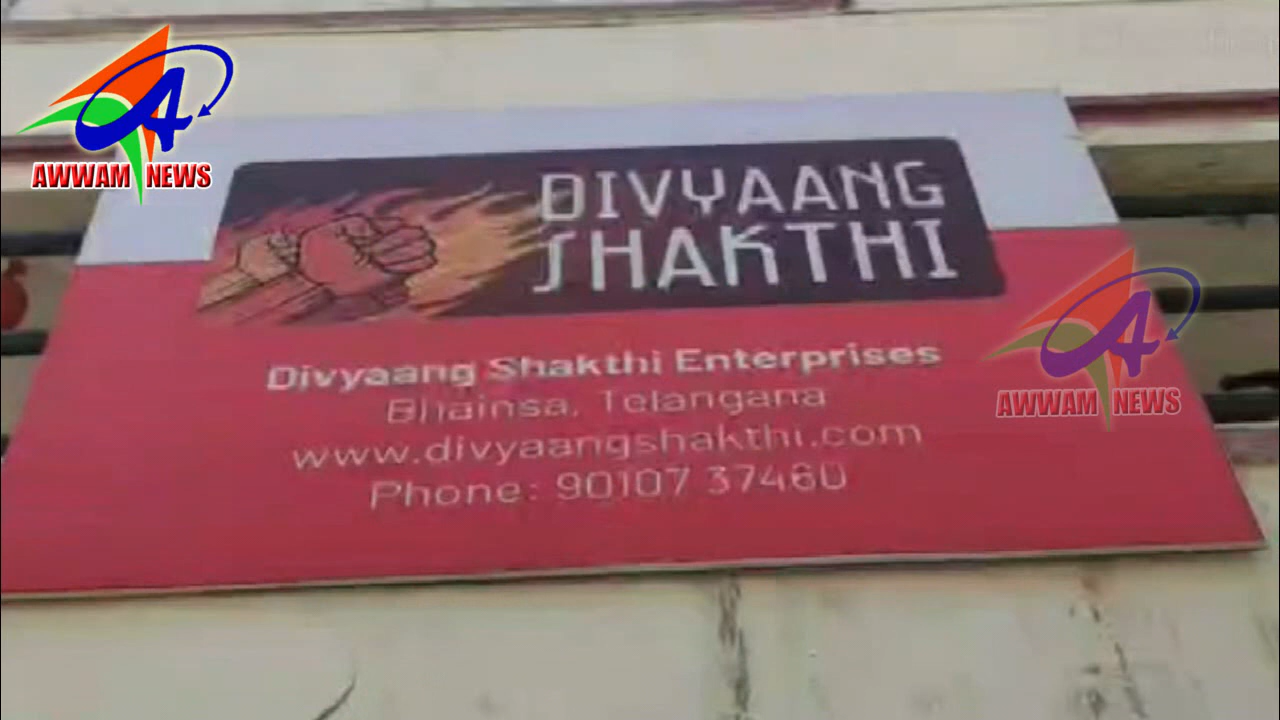 AWWAM NEWS
DIVYAANG
SHAKTHI
Divyaang Shakthi Enterprises
Bhainsa, Telangana
www.divyaangshakthi.com
Phone: 90107 37460
AWWAM NEWS